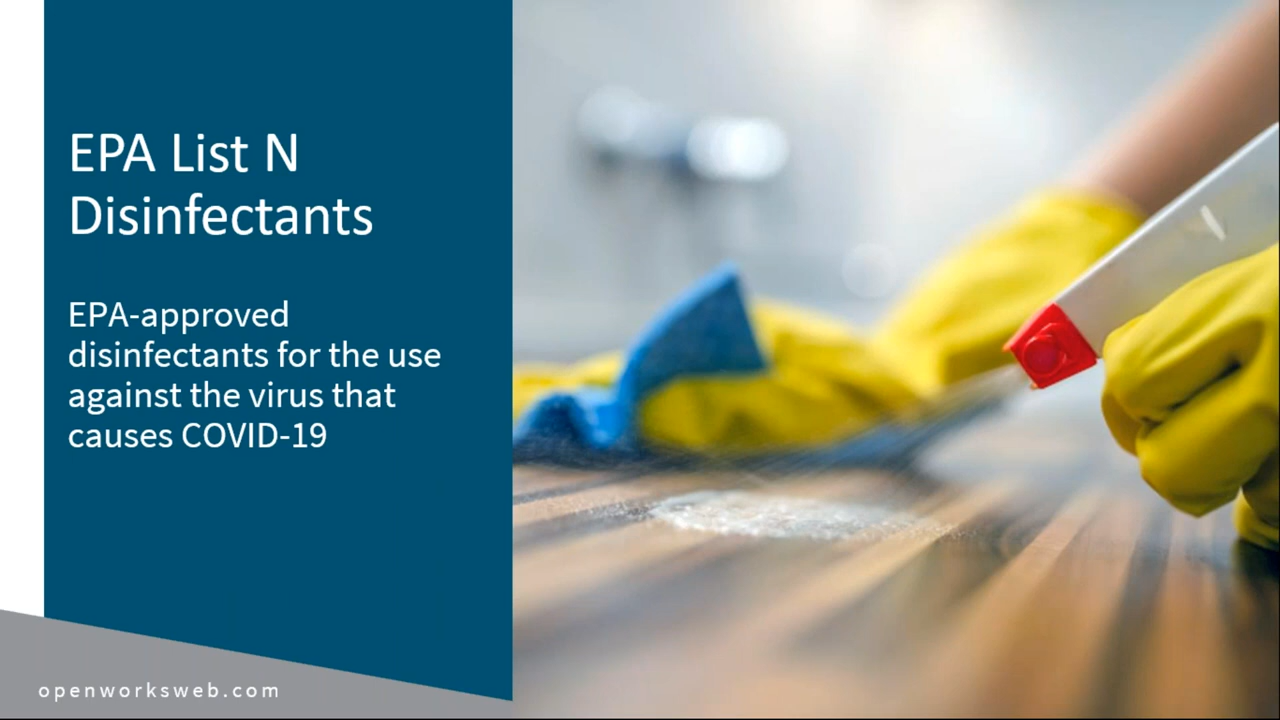 EPA List N
Disinfectants
EPA-approved
disinfectants for the use
against the virus that
causes COVID-19
openworksweb.com